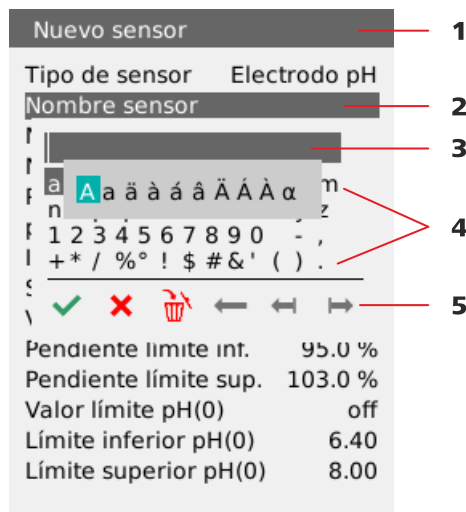 Nuevo sensor 1
Tipo de sensor Electrodo pH
Nombre sensor 2
3
a m
A a ä à á â Ä Á À α
n z
4
1 2 3 4 5 6 7 8 9 0 - ,
+ * / % ° ! $ # & ' ( ) .
5
Pendiente límite inf. 95.0 %
Pendiente límite sup. 103.0 %
Valor límite pH(0) off
Límite inferior pH(0) 6.40
Límite superior pH(0) 8.00